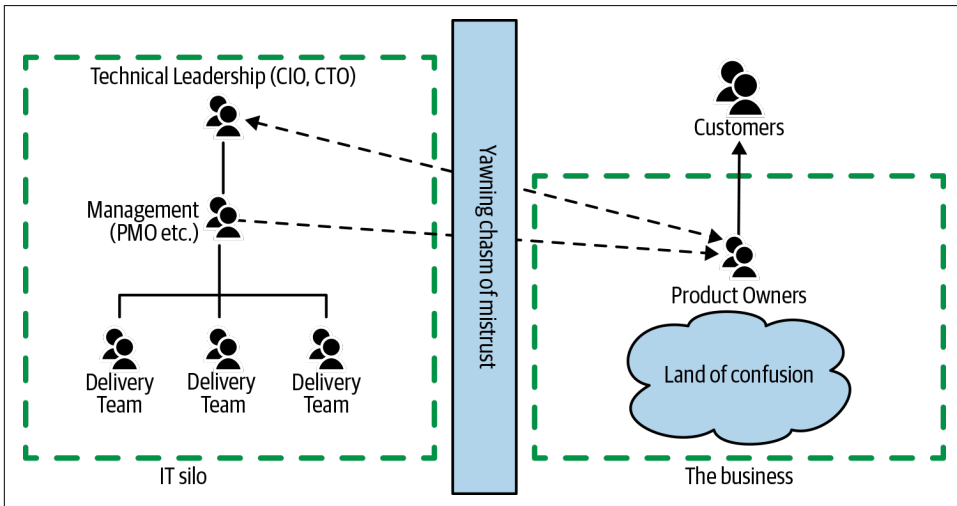 Technical Leadership (CIO, CTO)
Management
(PMO etc.)
Delivery
Team
Delivery
Team
Delivery
Team
IT silo
Yawning chasm of mistrust
Customers
Product Owners
Land of confusion
The business